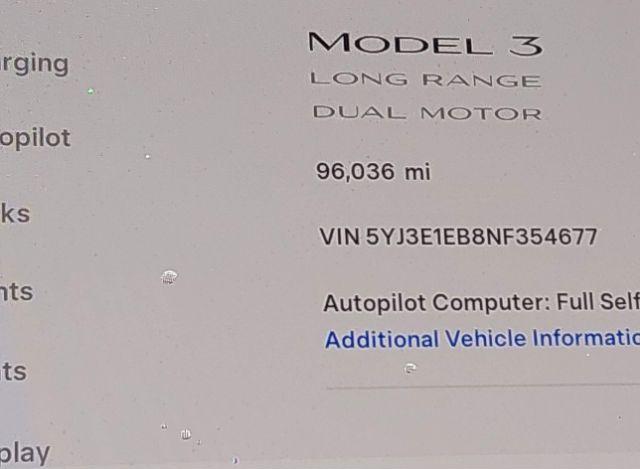 MODEL 3
LONG RANGE
DUAL MOTOR
rging
opilot
96,036 mi
ks
VIN 5YJ3E1EB8NF354677
nts
Autopilot Computer: Full Self
Additional Vehicle Informatio
ts
play